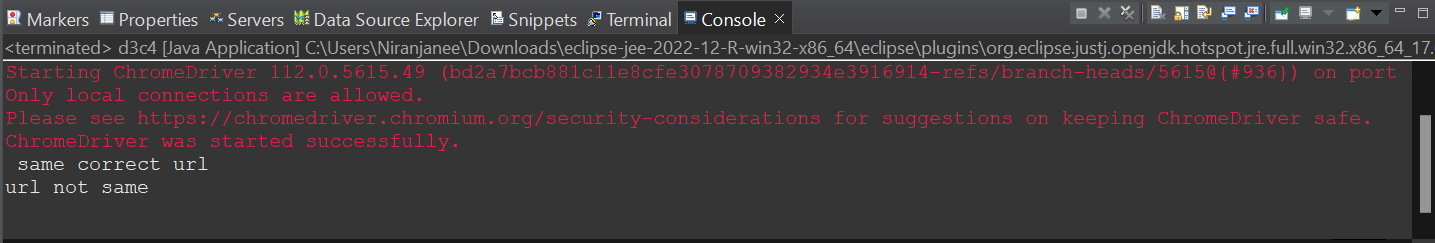 Markers Properties Servers Data Source Explorer Snippets Terminal Console
<terminated> d3c4 [Java Application] C:\Users\Niranjanee\Downloads\eclipse-jee-2022-12-R-win32-x86_64\eclipse\plugins\org.eclipse.justj.openjdk.hotspot.jre.full.win32.x86_64_17.
Starting ChromeDriver 112.0.5615.49 (bd2a7bcb881c11e8cfe3078709382934e3916914-refs/branch-heads/5615@{#936}) on port
Only local connections are allowed.
Please see https://chromedriver.chromium.org/security-considerations for suggestions on keeping ChromeDriver safe.
ChromeDriver was started successfully.
same correct url
url not same